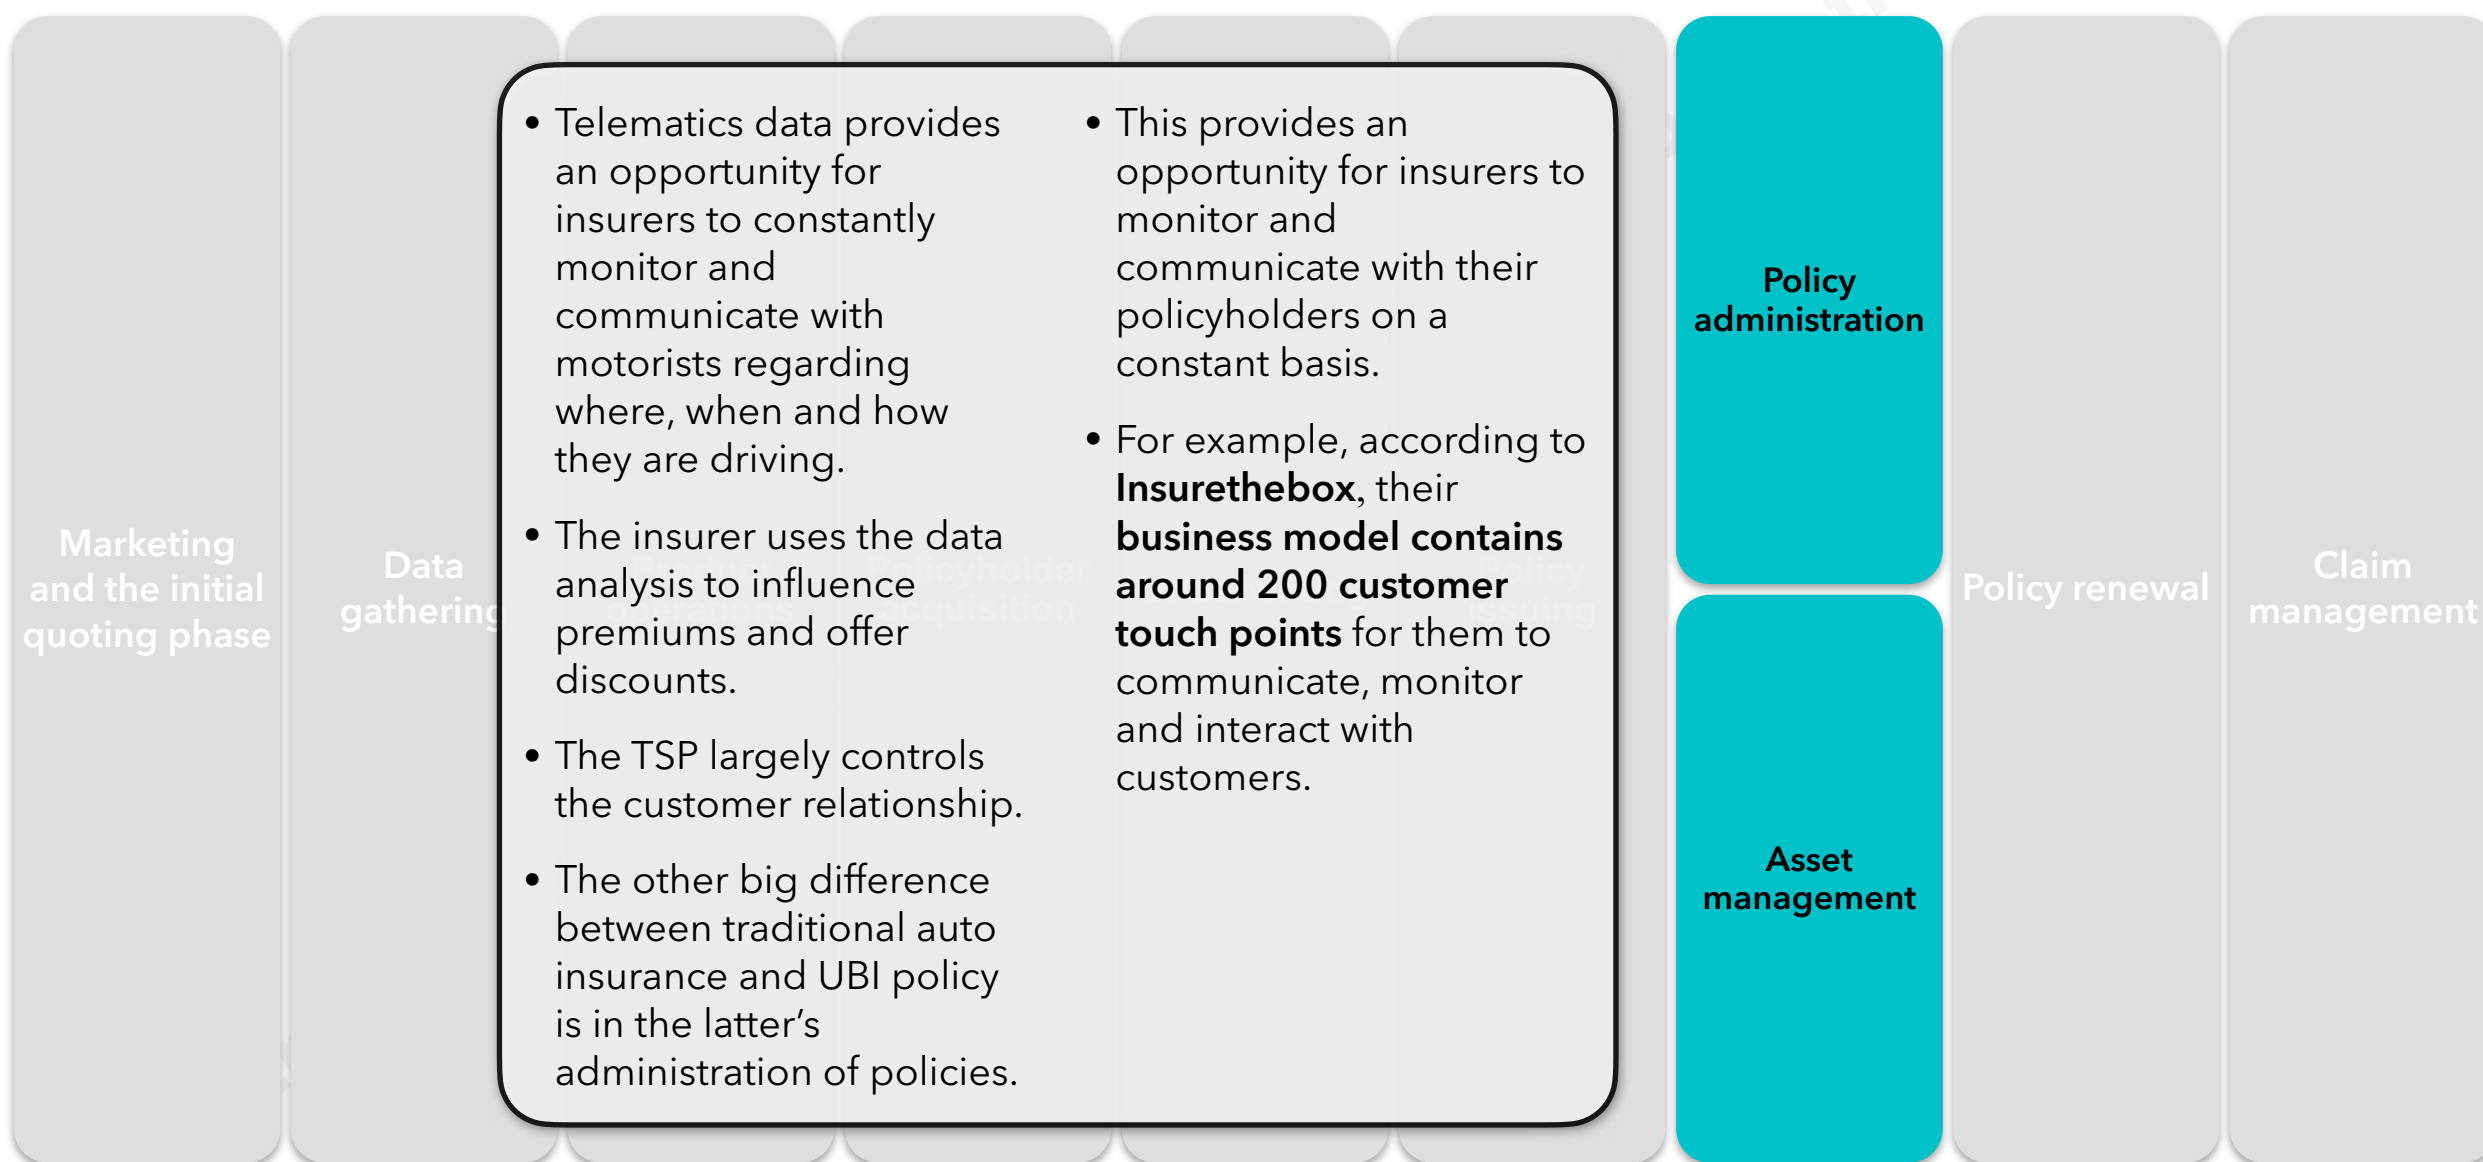 Marketing
and the initial
quoting phase
Data
gathering
• Telematics data provides
an opportunity for
insurers to constantly
monitor and
communicate with
motorists regarding
where, when and how
they are driving.
• The insurer uses the data
analysis to influence
premiums and offer
discounts.
• The TSP largely controls
the customer relationship.
• The other big difference
between traditional auto
insurance and UBI policy
is in the latter’s
administration of policies.
• This provides an
opportunity for insurers to
monitor and
communicate with their
policyholders on a
constant basis.
• For example, according to
Insurethebox, their
business model contains
around 200 customer
touch points for them to
communicate, monitor
and interact with
customers.
Product
operations
Policyholder
acquisition
Policy
issuing
Policy
administration
Asset
management
Policy renewal
Claim
management